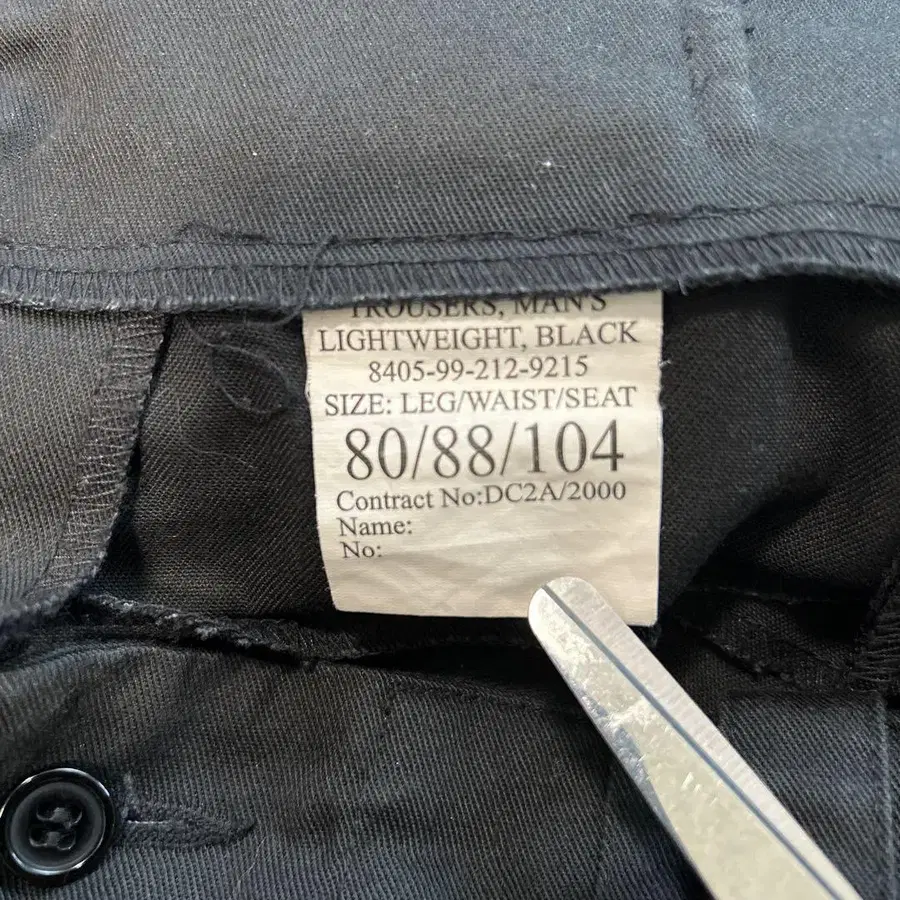 TROUSERS, MAN'S
LIGHTWEIGHT, BLACK
8405-99-212-9215
SIZE: LEG/WAIST/SEAT
80/88/104
Contract No:DC2A/2000
Name:
No: